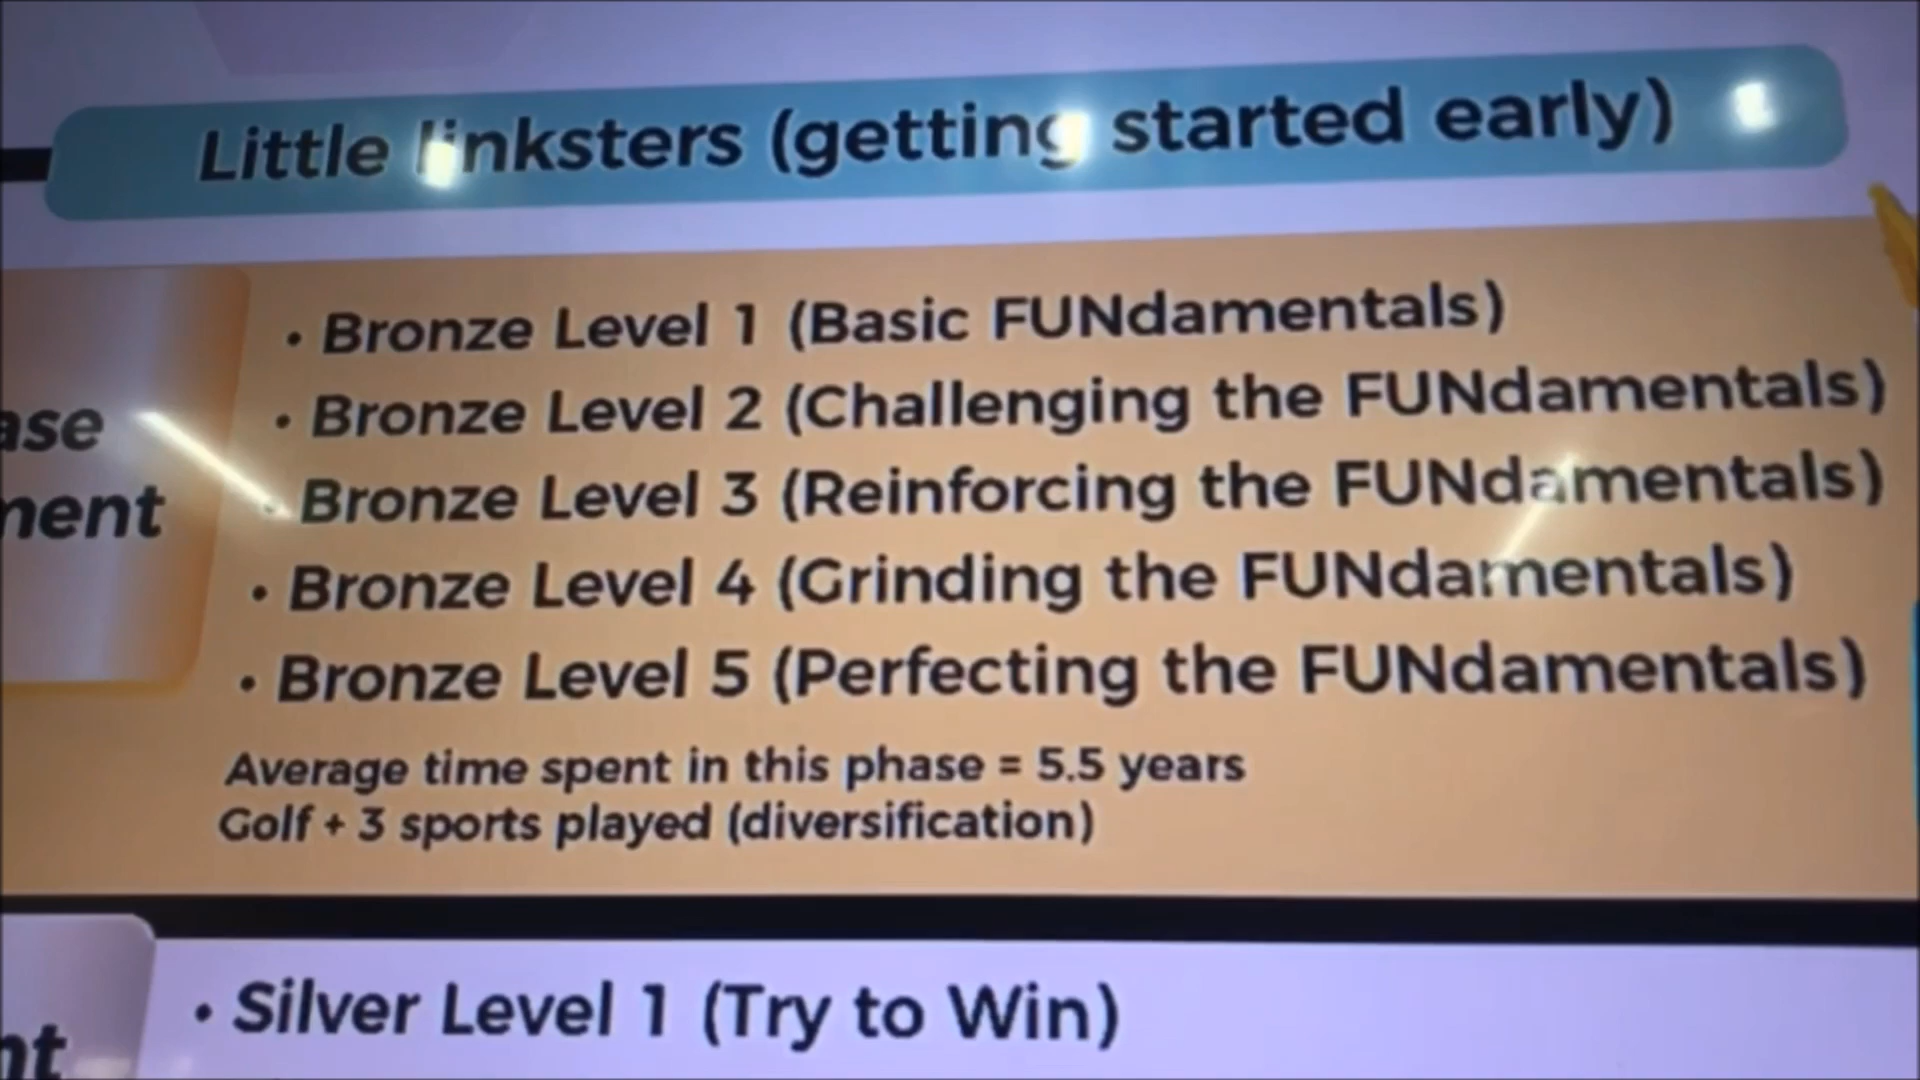 Little linksters (getting started early)
• Bronze Level 1 (Basic FUNdamentals)
• Bronze Level 2 (Challenging the FUNdamentals)
• Bronze Level 3 (Reinforcing the FUNdamentals)
• Bronze Level 4 (Grinding the FUNdamentals)
• Bronze Level 5 (Perfecting the FUNdamentals)
Average time spent in this phase = 5.5 years
Golf + 3 sports played (diversification)
• Silver Level 1 (Try to Win)